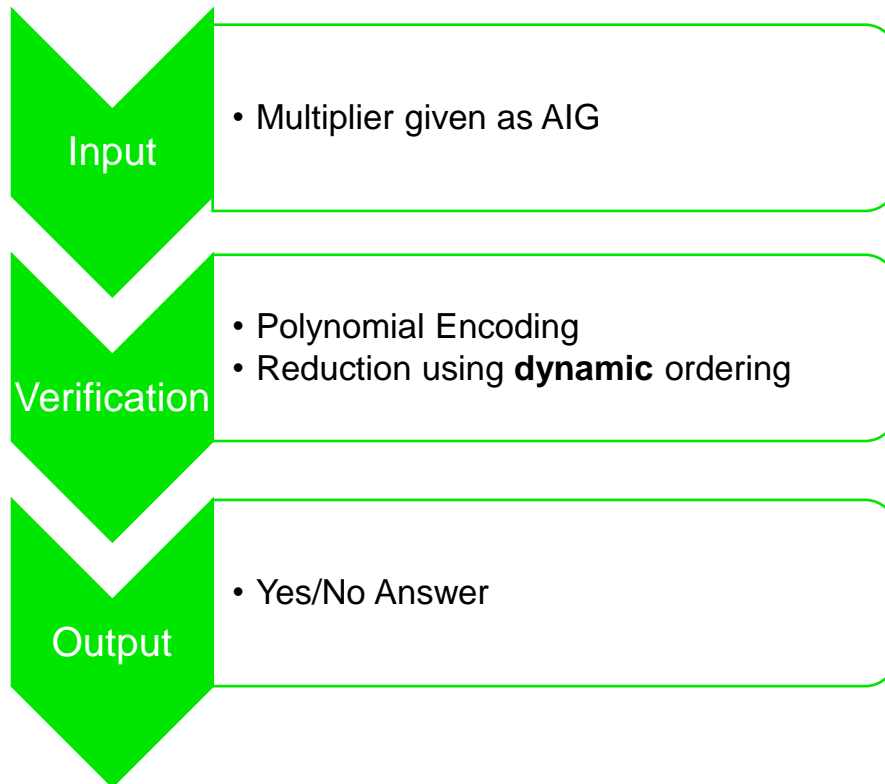 Input
• Multiplier given as AIG
Verification
• Polynomial Encoding
• Reduction using dynamic ordering
Output
• Yes/No Answer